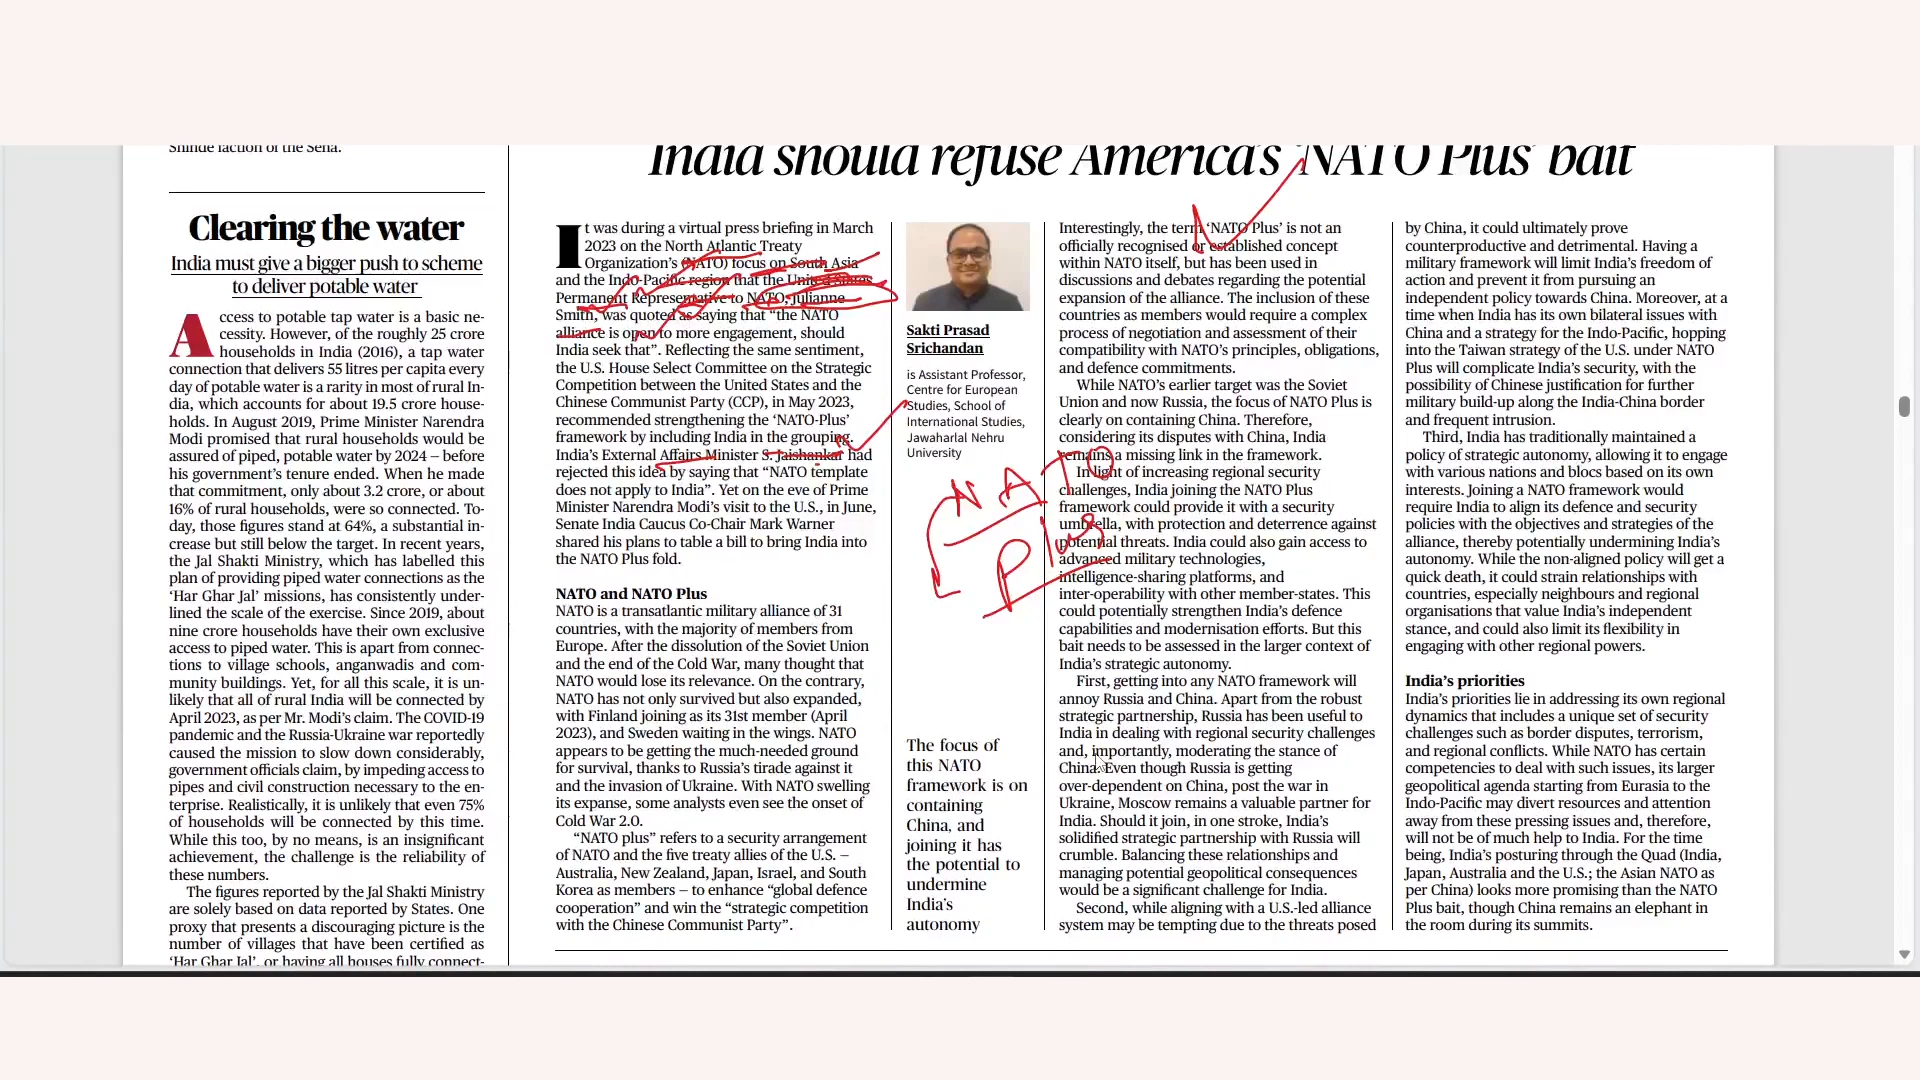 Shinde faction of the Sena.
Clearing the water
India must give a bigger push to scheme
to deliver potable water
Access to potable tap water is a basic ne-
cessity. However, of the roughly 25 crore
households in India (2016), a tap water
connection that delivers 55 litres per capita every
day of potable water is a rarity in most of rural In-
dia, which accounts for about 19.5 crore house-
holds. In August 2019, Prime Minister Narendra
Modi promised that rural households would be
assured of piped, potable water by 2024 – before
his government's tenure ended. When he made
that commitment, only about 3.2 crore, or about
16% of rural households, were so connected. To-
day, those figures stand at 64%, a substantial in-
crease but still below the target. In recent years,
the Jal Shakti Ministry, which has labelled this
plan of providing piped water connections as the
'Har Ghar Jal' missions, has consistently under-
lined the scale of the exercise. Since 2019, about
nine crore households have their own exclusive
access to piped water. This is apart from connec-
tions to village schools, anganwadis and com-
munity buildings. Yet, for all this scale, it is un-
likely that all of rural India will be connected by
April 2023, as per Mr. Modi's claim. The COVID-19
pandemic and the Russia-Ukraine war reportedly
caused the mission to slow down considerably,
government officials claim, by impeding access to
pipes and civil construction necessary to the en-
terprise. Realistically, it is unlikely that even 75%
of households will be connected by this time.
While this too, by no means, is an insignificant
achievement, the challenge is the reliability of
these numbers.
The figures reported by the Jal Shakti Ministry
are solely based on data reported by States. One
proxy that presents a discouraging picture is the
number of villages that have been certified as
'Har Ghar Jal', or having all houses fully connect-
India should refuse America's 'NATO Plus' bait
It was during a virtual press briefing in March
2023 on the North Atlantic Treaty
Organization's (NATO) focus on South Asia
and the Indo-Pacific region that the United States
Permanent Representative to NATO, Julianne
Smith, was quoted as saying that "the NATO
alliance is open to more engagement, should
India seek that". Reflecting the same sentiment,
the U.S. House Select Committee on the Strategic
Competition between the United States and the
Chinese Communist Party (CCP), in May 2023,
recommended strengthening the 'NATO-Plus'
framework by including India in the grouping.
India's External Affairs Minister S. Jaishankar had
rejected this idea by saying that "NATO template
does not apply to India". Yet on the eve of Prime
Minister Narendra Modi's visit to the U.S., in June,
Senate India Caucus Co-Chair Mark Warner
shared his plans to table a bill to bring India into
the NATO Plus fold.
NATO and NATO Plus
NATO is a transatlantic military alliance of 31
countries, with the majority of members from
Europe. After the dissolution of the Soviet Union
and the end of the Cold War, many thought that
NATO would lose its relevance. On the contrary,
NATO has not only survived but also expanded,
with Finland joining as its 31st member (April
2023), and Sweden waiting in the wings. NATO
appears to be getting the much-needed ground
for survival, thanks to Russia's tirade against it
and the invasion of Ukraine. With NATO swelling
its expanse, some analysts even see the onset of
Cold War 2.0.
"NATO plus" refers to a security arrangement
of NATO and the five treaty allies of the U.S. –
Australia, New Zealand, Japan, Israel, and South
Korea as members – to enhance "global defence
cooperation" and win the "strategic competition
with the Chinese Communist Party".
Sakti Prasad
Srichandan
is Assistant Professor,
Centre for European
Studies, School of
International Studies,
Jawaharlal Nehru
University
NATO
Plus
The focus of
this NATO
framework is on
containing
China, and
joining it has
the potential to
undermine
India's
autonomy
Interestingly, the term 'NATO Plus' is not an
officially recognised or established concept
within NATO itself, but has been used in
discussions and debates regarding the potential
expansion of the alliance. The inclusion of these
countries as members would require a complex
process of negotiation and assessment of their
compatibility with NATO's principles, obligations,
and defence commitments.
While NATO's earlier target was the Soviet
Union and now Russia, the focus of NATO Plus is
clearly on containing China. Therefore,
considering its disputes with China, India
remains a missing link in the framework.
In light of increasing regional security
challenges, India joining the NATO Plus
framework could provide it with a security
umbrella, with protection and deterrence against
potential threats. India could also gain access to
advanced military technologies,
intelligence-sharing platforms, and
inter-operability with other member-states. This
could potentially strengthen India's defence
capabilities and modernisation efforts. But this
bait needs to be assessed in the larger context of
India's strategic autonomy.
First, getting into any NATO framework will
annoy Russia and China. Apart from the robust
strategic partnership, Russia has been useful to
India in dealing with regional security challenges
and, importantly, moderating the stance of
China. Even though Russia is getting
over-dependent on China, post the war in
Ukraine, Moscow remains a valuable partner for
India. Should it join, in one stroke, India's
solidified strategic partnership with Russia will
crumble. Balancing these relationships and
managing potential geopolitical consequences
would be a significant challenge for India.
Second, while aligning with a U.S.-led alliance
system may be tempting due to the threats posed
by China, it could ultimately prove
counterproductive and detrimental. Having a
military framework will limit India's freedom of
action and prevent it from pursuing an
independent policy towards China. Moreover, at a
time when India has its own bilateral issues with
China and a strategy for the Indo-Pacific, hopping
into the Taiwan strategy of the U.S. under NATO
Plus will complicate India's security, with the
possibility of Chinese justification for further
military build-up along the India-China border
and frequent intrusion.
Third, India has traditionally maintained a
policy of strategic autonomy, allowing it to engage
with various nations and blocs based on its own
interests. Joining a NATO framework would
require India to align its defence and security
policies with the objectives and strategies of the
alliance, thereby potentially undermining India's
autonomy. While the non-aligned policy will get a
quick death, it could strain relationships with
countries, especially neighbours and regional
organisations that value India's independent
stance, and could also limit its flexibility in
engaging with other regional powers.
India's priorities
India's priorities lie in addressing its own regional
dynamics that includes a unique set of security
challenges such as border disputes, terrorism,
and regional conflicts. While NATO has certain
competencies to deal with such issues, its larger
geopolitical agenda starting from Eurasia to the
Indo-Pacific may divert resources and attention
away from these pressing issues and, therefore,
will not be of much help to India. For the time
being, India's posturing through the Quad (India,
Japan, Australia and the U.S.; the Asian NATO as
per China) looks more promising than the NATO
Plus bait, though China remains an elephant in
the room during its summits.